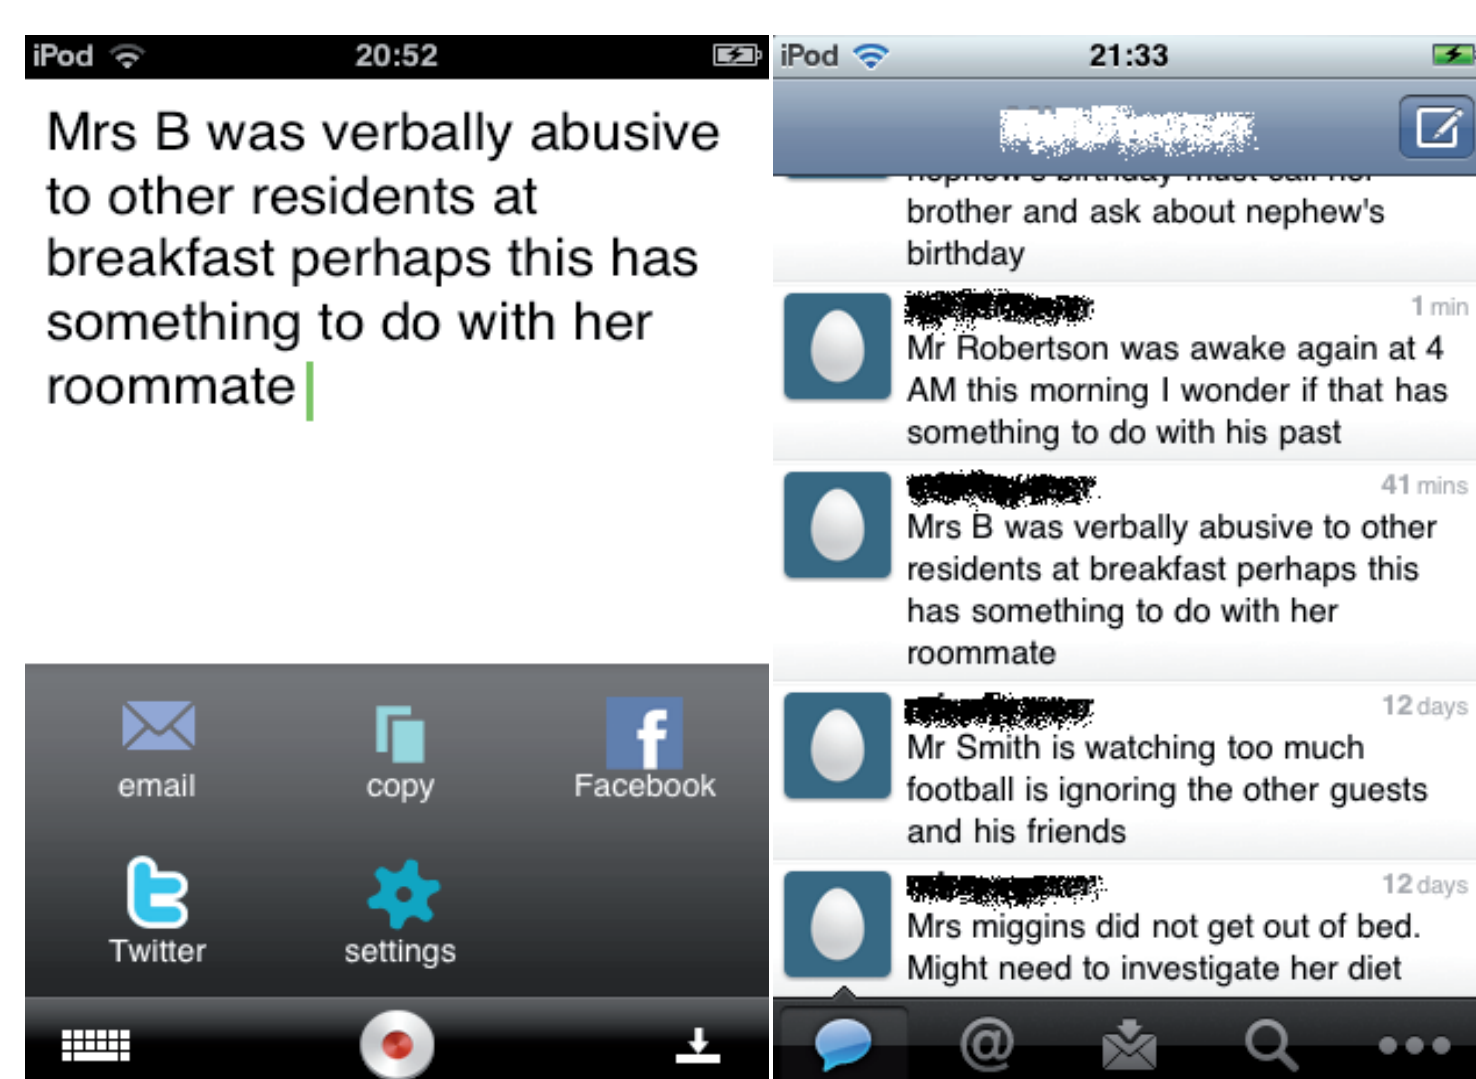 iPod 20:52
Mrs B was verbally abusive
to other residents at
breakfast perhaps this has
something to do with her
roommate
email copy Facebook
Twitter settings
iPod 21:33
nephew's birthday must call her
brother and ask about nephew's
birthday
1 min
Mr Robertson was awake again at 4
AM this morning I wonder if that has
something to do with his past
41 mins
Mrs B was verbally abusive to other
residents at breakfast perhaps this
has something to do with her
roommate
12 days
Mr Smith is watching too much
football is ignoring the other guests
and his friends
12 days
Mrs miggins did not get out of bed.
Might need to investigate her diet